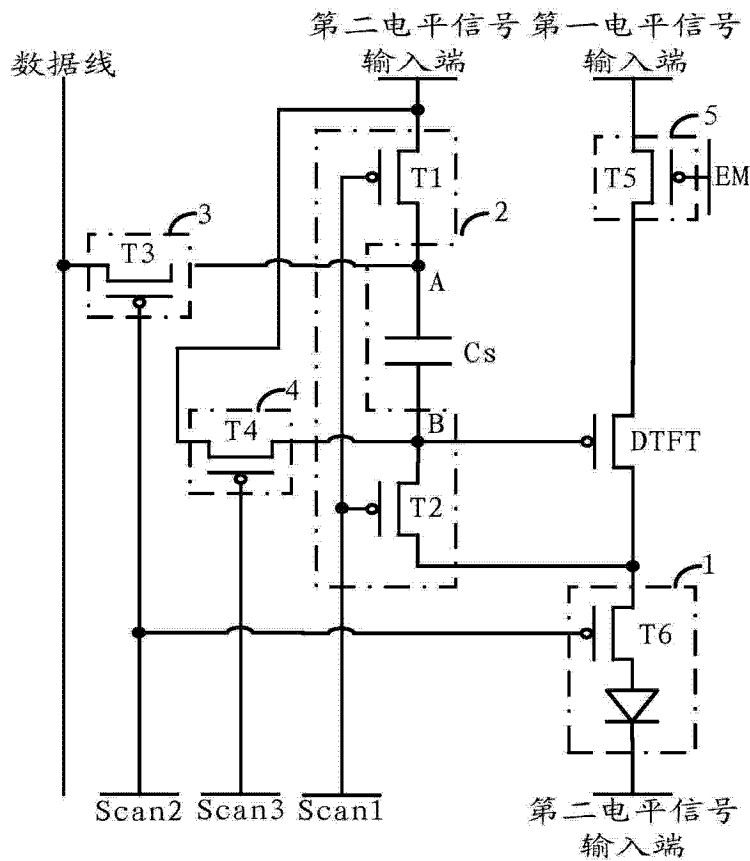 第二电平信号
输入端
第一电平信号
输入端
数据线
5
T1
T5
EM
3
2
T3
A
Cs
4
B
T4
DTFT
T2
1
T6
Scan2
Scan3
Scan1
第二电平信号
输入端